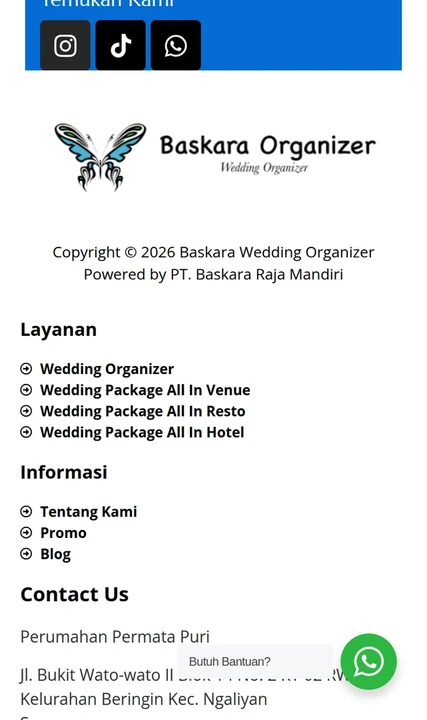 Temukan Kami
Baskara Organizer
Wedding Organizer
Copyright © 2026 Baskara Wedding Organizer
Powered by PT. Baskara Raja Mandiri
Layanan
Wedding Organizer
Wedding Package All In Venue
Wedding Package All In Resto
Wedding Package All In Hotel
Informasi
Tentang Kami
Promo
Blog
Contact Us
Perumahan Permata Puri
Butuh Bantuan?
Jl. Bukit Wato-wato II
Kelurahan Beringin Kec. Ngaliyan